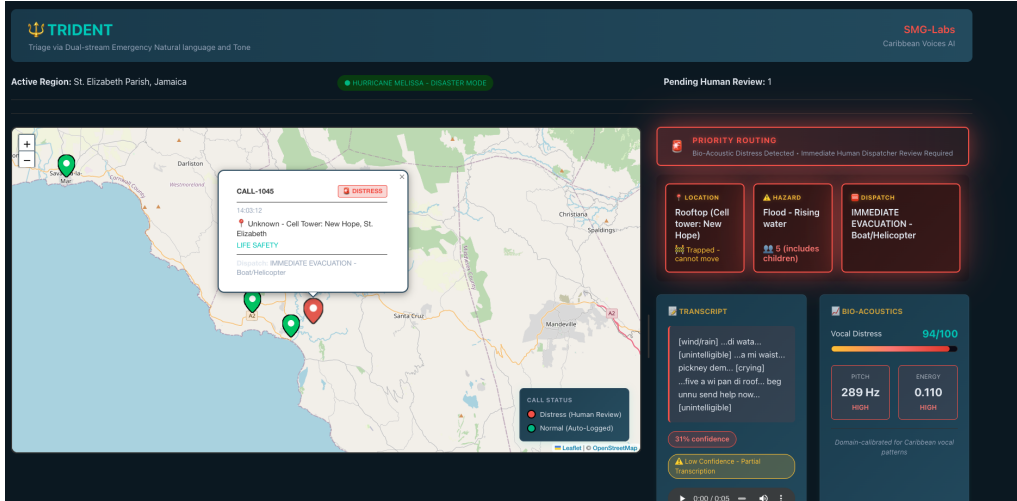 TRIDENT
Triage via Dual-stream Emergency Natural language and Tone
SMG-Labs
Caribbean Voices AI
Active Region: St. Elizabeth Parish, Jamaica
HURRICANE MELISSA - DISASTER MODE
Pending Human Review: 1
+
−
Darliston
Westmoreland
Christiana
Spaldings
Santa Cruz
Mandeville
A2
A2
CALL-1045
DISTRESS
×
14:03:12
Unknown - Cell Tower: New Hope, St.
Elizabeth
LIFE SAFETY
Dispatch: IMMEDIATE EVACUATION -
Boat/Helicopter
CALL STATUS
Distress (Human Review)
Normal (Auto-Logged)
Leaflet | © OpenStreetMap
PRIORITY ROUTING
Bio-Acoustic Distress Detected • Immediate Human Dispatcher Review Required
LOCATION
Rooftop (Cell
tower: New
Hope)
Trapped -
cannot move
HAZARD
Flood - Rising
water
5 (includes
children)
DISPATCH
IMMEDIATE
EVACUATION -
Boat/Helicopter
TRANSCRIPT
[wind/rain] ...di wata...
[unintelligible] ...a mi waist...
pickney dem... [crying]
...five a wi pan di roof... beg
unnu send help now...
[unintelligible]
31% confidence
Low Confidence - Partial
Transcription
0:00 / 0:05
BIO-ACOUSTICS
Vocal Distress 94/100
PITCH
289 Hz
HIGH
ENERGY
0.110
HIGH
Domain-calibrated for Caribbean vocal
patterns